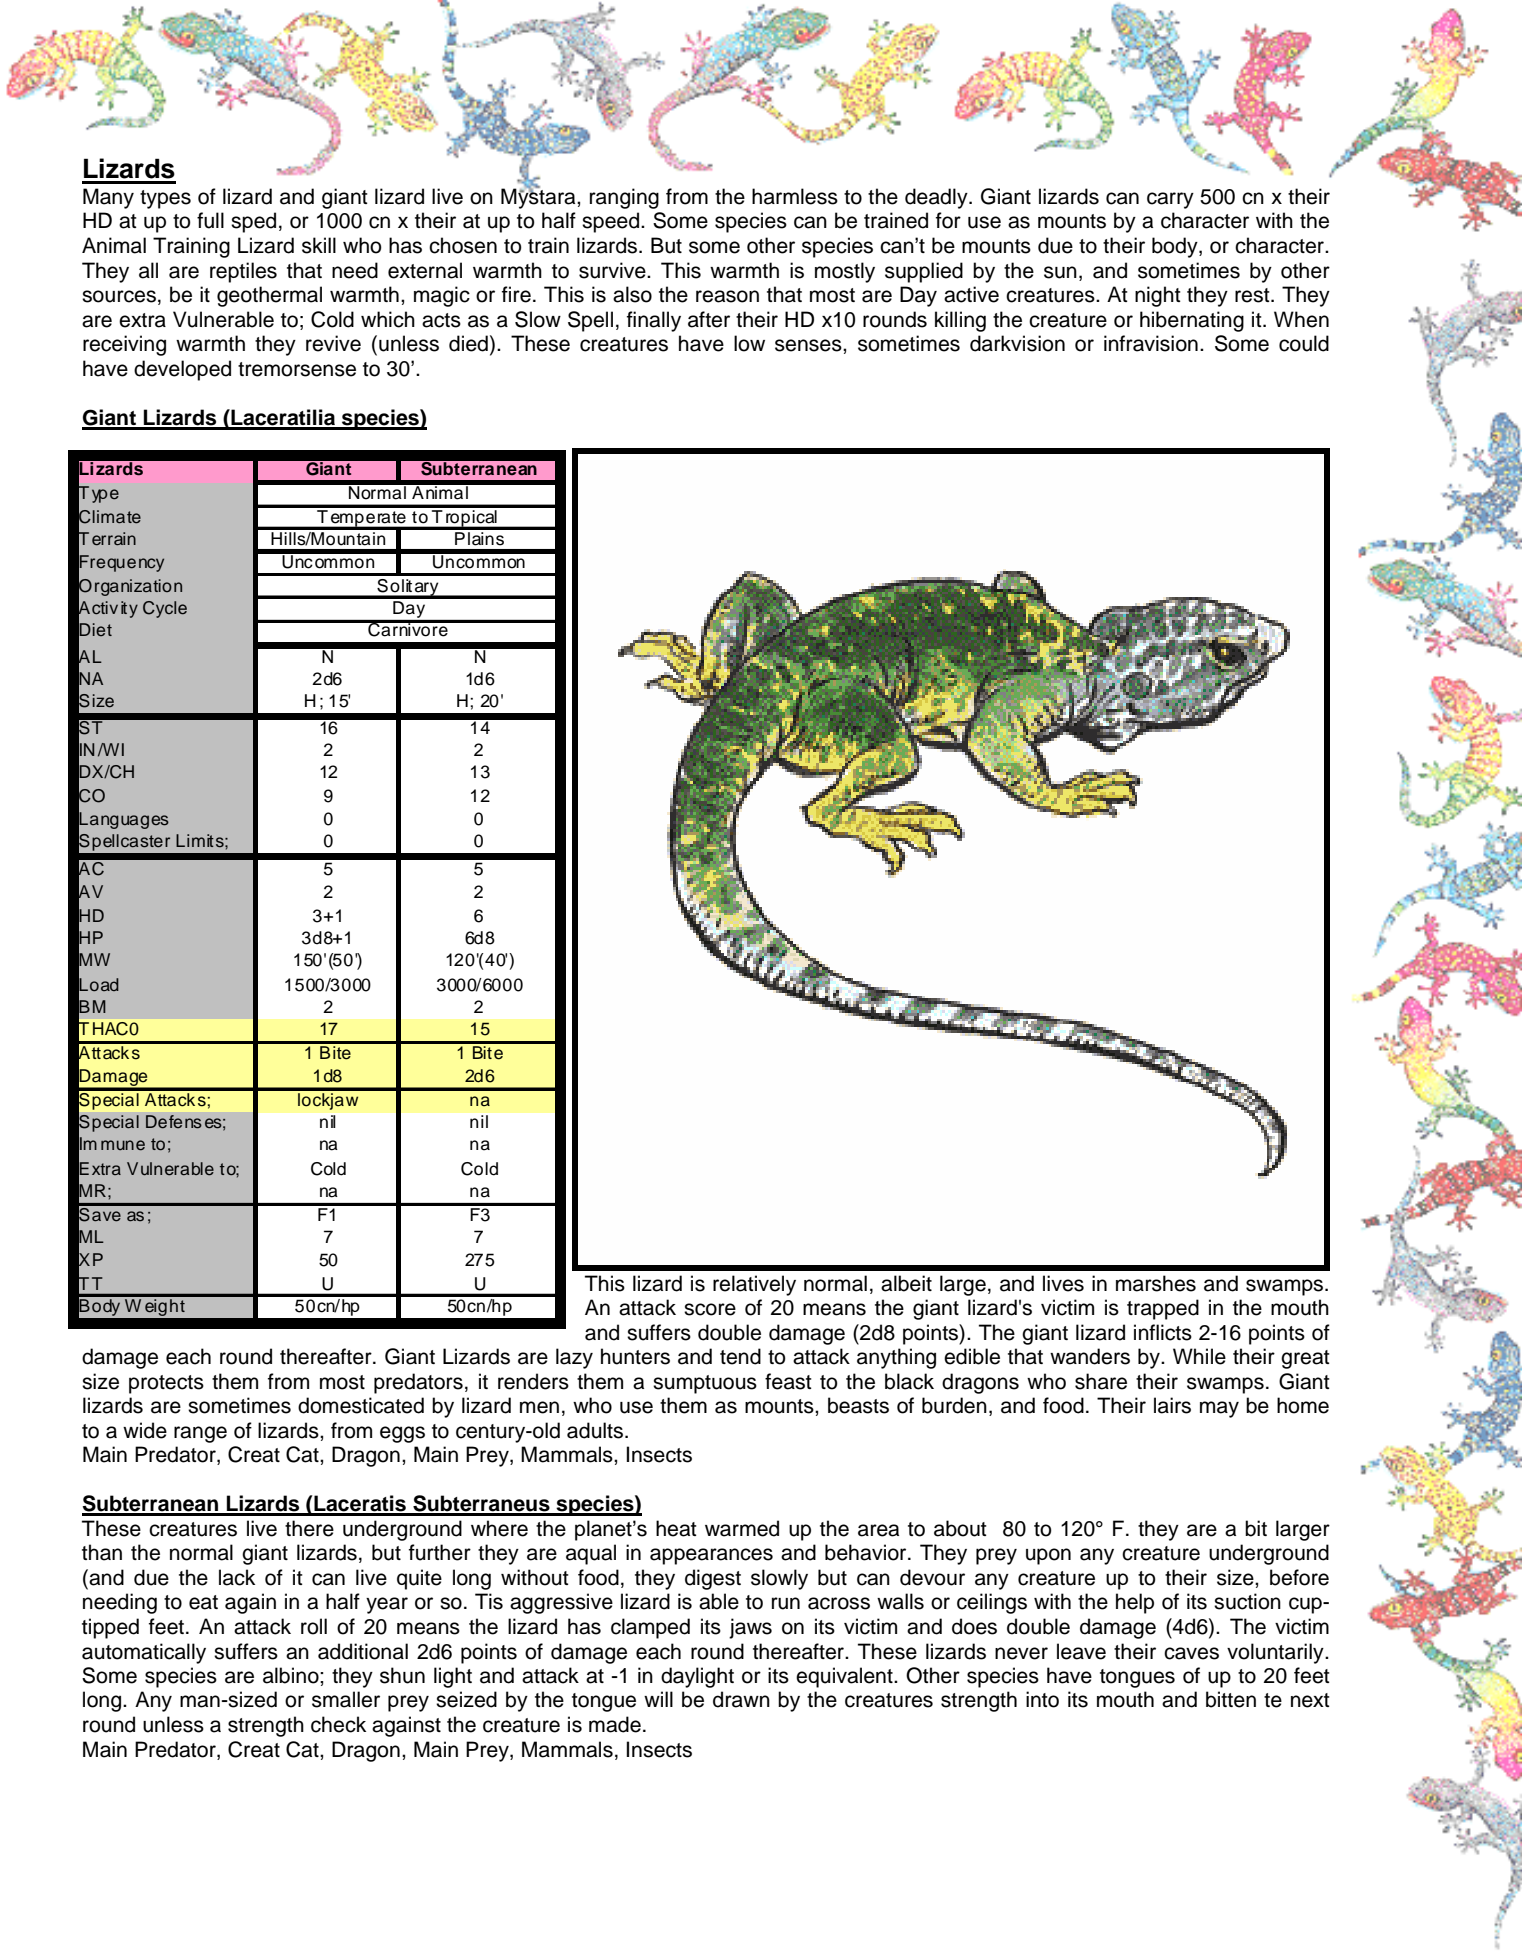 Lizards
Many types of lizard and giant lizard live on Mystara, ranging from the harmless to the deadly. Giant lizards can carry 500 cn x their
HD at up to full sped, or 1000 cn x their at up to half speed. Some species can be trained for use as mounts by a character with the
Animal Training Lizard skill who has chosen to train lizards. But some other species can’t be mounts due to their body, or character.
They all are reptiles that need external warmth to survive. This warmth is mostly supplied by the sun, and sometimes by other
sources, be it geothermal warmth, magic or fire. This is also the reason that most are Day active creatures. At night they rest. They
are extra Vulnerable to; Cold which acts as a Slow Spell, finally after their HD x10 rounds killing the creature or hibernating it. When
receiving warmth they revive (unless died). These creatures have low senses, sometimes darkvision or infravision. Some could
have developed tremorsense to 30’.
Giant Lizards (Laceratilia species)
Lizards Giant Subterranean
Type Normal Animal
Climate Temperate to Tropical
Terrain Hills/Mountain Plains
Frequency Uncommon Uncommon
Organization Solitary
Activity Cycle Day
Diet Carnivore
AL N N
NA 2d6 1d6
Size H; 15' H; 20'
ST 16 14
IN/WI 2 2
DX/CH 12 13
CO 9 12
Languages 0 0
Spellcaster Limits; 0 0
AC 5 5
AV 2 2
HD 3+1 6
HP 3d8+1 6d8
MW 150'(50') 120'(40')
Load 1500/3000 3000/6000
BM 2 2
THAC0 17 15
Attacks 1 Bite 1 Bite
Damage 1d8 2d6
Special Attacks; lockjaw na
Special Defenses; nil nil
Immune to; na na
Extra Vulnerable to; Cold Cold
MR; na na
Save as; F1 F3
ML 7 7
XP 50 275
TT U U
Body Weight 50cn/hp 50cn/hp
This lizard is relatively normal, albeit large, and lives in marshes and swamps.
An attack score of 20 means the giant lizard's victim is trapped in the mouth
and suffers double damage (2d8 points). The giant lizard inflicts 2-16 points of
damage each round thereafter. Giant Lizards are lazy hunters and tend to attack anything edible that wanders by. While their great
size protects them from most predators, it renders them a sumptuous feast to the black dragons who share their swamps. Giant
lizards are sometimes domesticated by lizard men, who use them as mounts, beasts of burden, and food. Their lairs may be home
to a wide range of lizards, from eggs to century-old adults.
Main Predator, Creat Cat, Dragon, Main Prey, Mammals, Insects
Subterranean Lizards (Laceratis Subterraneus species)
These creatures live there underground where the planet’s heat warmed up the area to about 80 to 120° F. they are a bit larger
than the normal giant lizards, but further they are aqual in appearances and behavior. They prey upon any creature underground
(and due the lack of it can live quite long without food, they digest slowly but can devour any creature up to their size, before
needing to eat again in a half year or so. Tis aggressive lizard is able to run across walls or ceilings with the help of its suction cup-
tipped feet. An attack roll of 20 means the lizard has clamped its jaws on its victim and does double damage (4d6). The victim
automatically suffers an additional 2d6 points of damage each round thereafter. These lizards never leave their caves voluntarily.
Some species are albino; they shun light and attack at -1 in daylight or its equivalent. Other species have tongues of up to 20 feet
long. Any man-sized or smaller prey seized by the tongue will be drawn by the creatures strength into its mouth and bitten te next
round unless a strength check against the creature is made.
Main Predator, Creat Cat, Dragon, Main Prey, Mammals, Insects